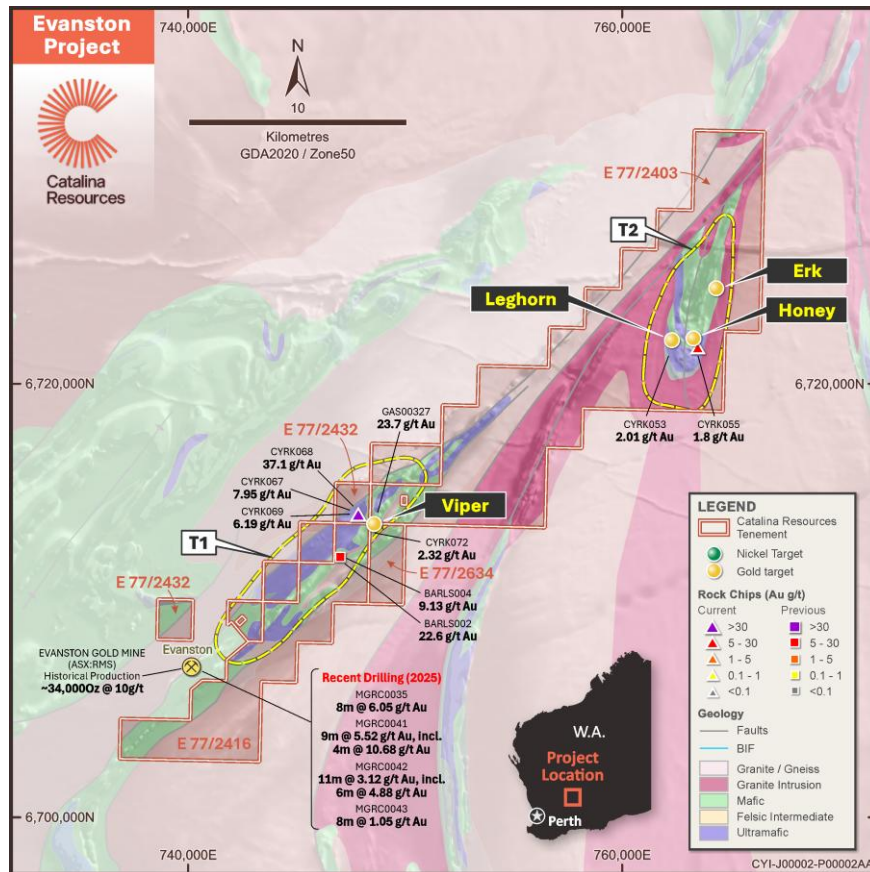 Evanston
Project
Catalina
Resources
740,000E
760,000E
N
10
Kilometres
GDA2020 / Zone50
E 77/2403
T2
Erk
Leghorn
Honey
6,720,000N
6,720,000N
CYRK053
2.01 g/t Au
CYRK055
1.8 g/t Au
GAS00327
23.7 g/t Au
E 77/2432
CYRK068
37.1 g/t Au
CYRK067
7.95 g/t Au
CYRK069
6.19 g/t Au
Viper
T1
CYRK072
2.32 g/t Au
E 77/2634
BARLS004
9.13 g/t Au
BARLS002
22.6 g/t Au
E 77/2432
Evanston
EVANSTON GOLD MINE
(ASX:RMS)
Historical Production
~34,000Oz @ 10g/t
E 77/2416
Recent Drilling (2025)
MGRC0035
8m @ 6.05 g/t Au
MGRC0041
9m @ 5.52 g/t Au, incl.
4m @ 10.68 g/t Au
MGRC0042
11m @ 3.12 g/t Au, incl.
6m @ 4.88 g/t Au
MGRC0043
8m @ 1.05 g/t Au
W.A.
Project
Location
Perth
LEGEND
Catalina Resources
Tenement
Nickel Target
Gold target
Rock Chips (Au g/t)
Current Previous
>30 >30
5 - 30 5 - 30
1 - 5 1 - 5
0.1 - 1 0.1 - 1
<0.1 <0.1
Geology
Faults
BIF
Granite / Gneiss
Granite Intrusion
Mafic
Felsic Intermediate
Ultramafic
6,700,000N
740,000E
760,000E
CYI-J00002-P00002AA